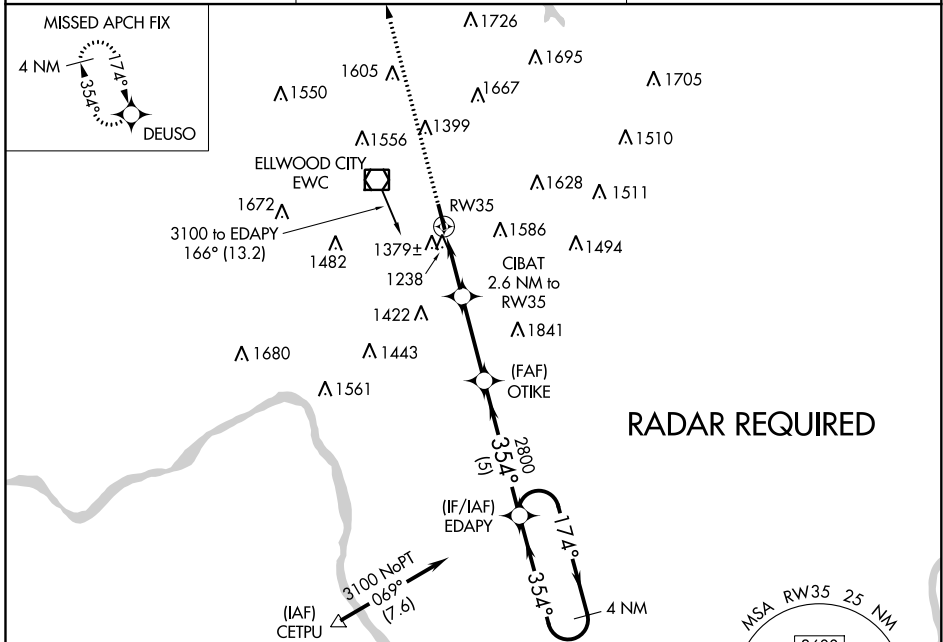 MISSED APCH FIX
4 NM
174°
354°
DEUSO
1726
1695
1605
1667
1705
1550
1399
1556
1510
ELLWOOD CITY
EWC
1628
1511
1672
RW35
3100 to EDAPY
166° (13.2)
1586
1494
1482
1379±
1238
CIBAT
2.6 NM to
RW35
1422
1841
1680
1443
1561
(FAF)
OTIKE
RADAR REQUIRED
2800
354°
(5)
(IF/IAF)
EDAPY
174°
354°
4 NM
3100 NoPT
069°
(7.6)
(IAF)
CETPU
MSA RW35 25 NM